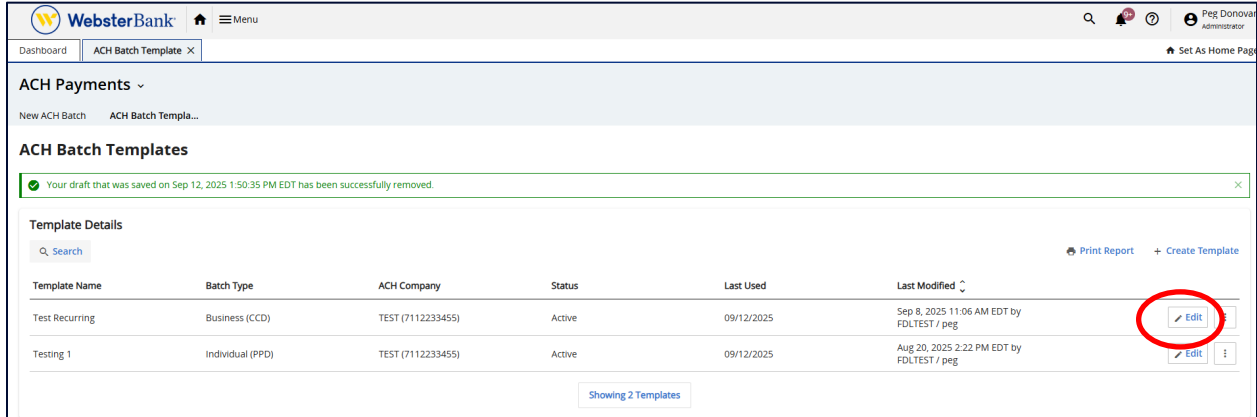 WebsterBank Menu 9+ Peg Donovan
Administrator
Dashboard ACH Batch Template × Set As Home Page
ACH Payments
New ACH Batch ACH Batch Templa...
ACH Batch Templates
Your draft that was saved on Sep 12, 2025 1:50:35 PM EDT has been successfully removed.
Template Details
Search Print Report + Create Template
Template Name Batch Type ACH Company Status Last Used Last Modified
Test Recurring Business (CCD) TEST (7112233455) Active 09/12/2025 Sep 8, 2025 11:06 AM EDT by Edit
FDLTEST / peg
Testing 1 Individual (PPD) TEST (7112233455) Active 09/12/2025 Aug 20, 2025 2:22 PM EDT by Edit
FDLTEST / peg
Showing 2 Templates